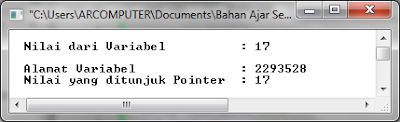 "C:\Users\ARCOMPUTER\Documents\Bahan Ajar Se...
Nilai dari Variabel : 17
Alamat Variabel : 2293528
Nilai yang ditunjuk Pointer : 17